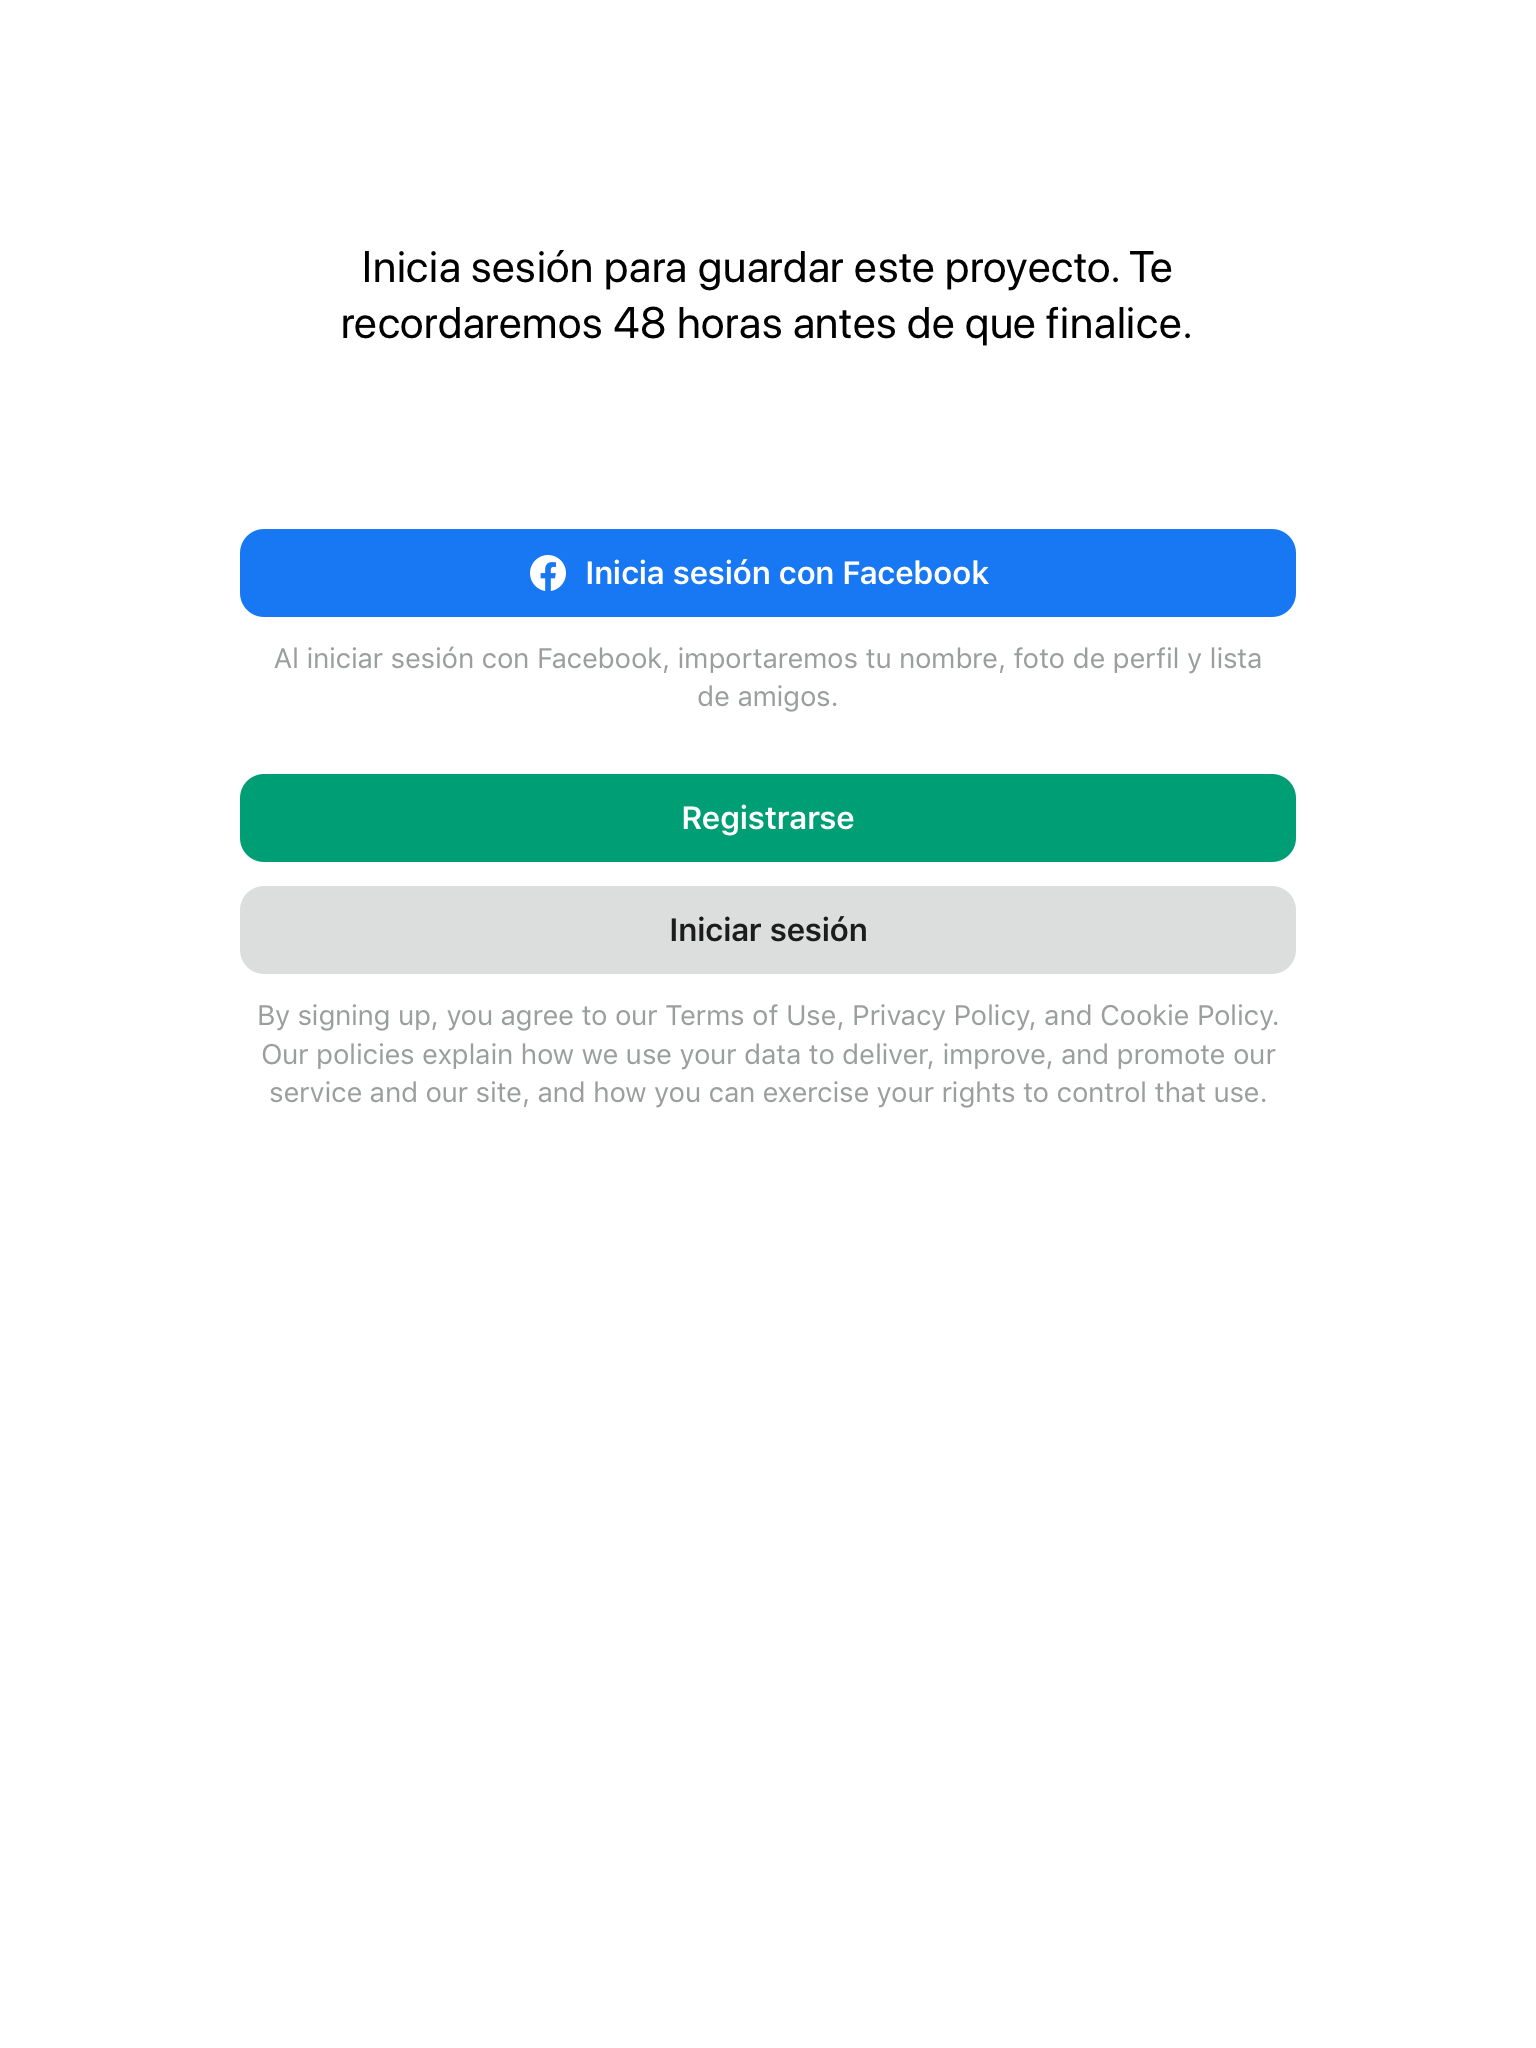 Inicia sesión para guardar este proyecto. Te
recordaremos 48 horas antes de que finalice.
Inicia sesión con Facebook
Al iniciar sesión con Facebook, importaremos tu nombre, foto de perfil y lista
de amigos.
Registrarse
Iniciar sesión
By signing up, you agree to our Terms of Use, Privacy Policy, and Cookie Policy.
Our policies explain how we use your data to deliver, improve, and promote our
service and our site, and how you can exercise your rights to control that use.